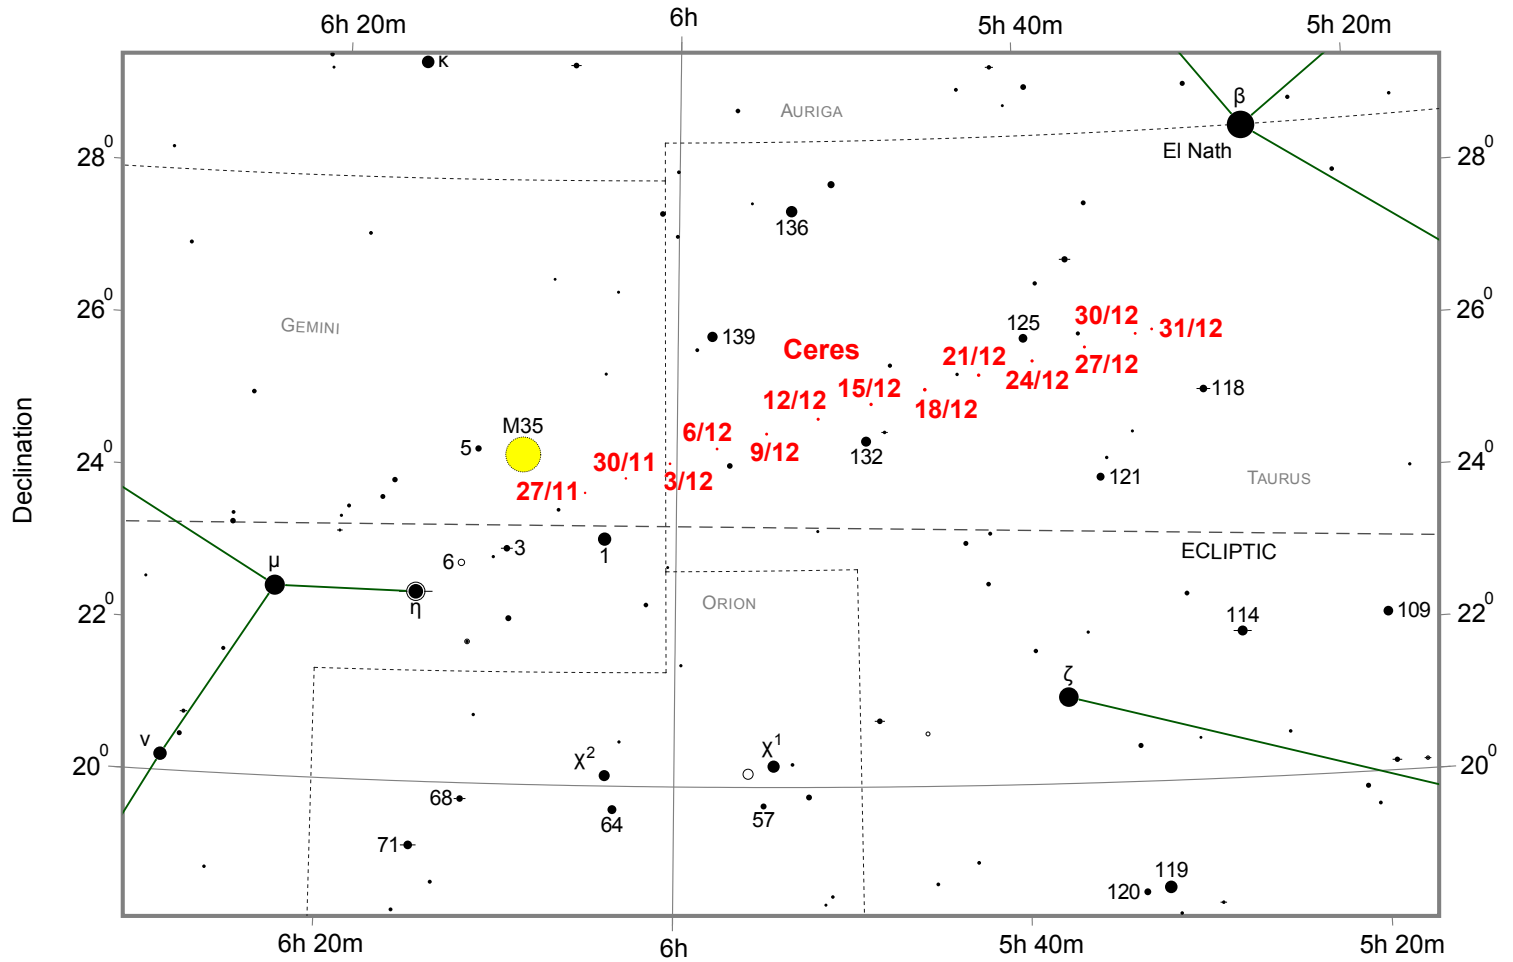 6h 20m
6h
5h 40m
5h 20m
κ
β
AURIGA
El Nath
28⁰
28⁰
136
26⁰
26⁰
GEMINI
30/12
31/12
125
139
Ceres
21/12
27/12
24/12
15/12
118
12/12
18/12
M35
6/12
5
9/12
132
30/11
24⁰
24⁰
3/12
121
TAURUS
27/11
Declination
3
1
ECLIPTIC
6
μ
η
ORION
22⁰
22⁰
114
109
ζ
ν
χ²
χ¹
20⁰
20⁰
68
64
57
71
119
120
6h 20m
6h
5h 40m
5h 20m